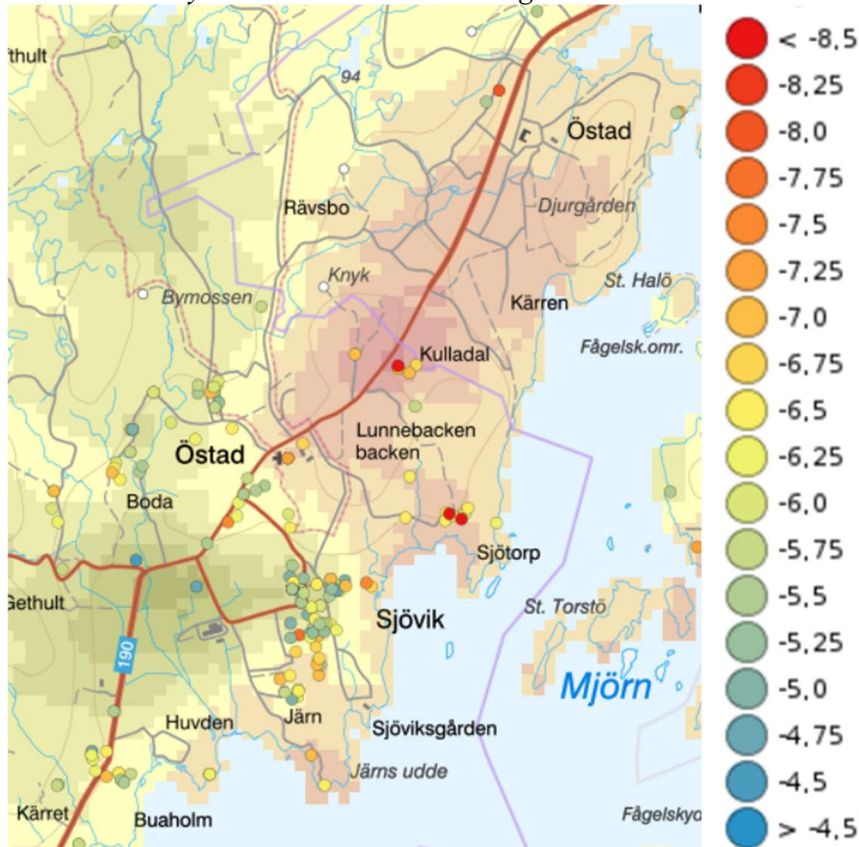 fthult
94
Östad
Rävsbo
Djurgården
Knyk
St. Halö
Bymossen
Kärren
Fågelsk.omr.
Kulladal
Lunnebacken
backen
Östad
Boda
Sjötorp
Gethult
St. Torstö
Sjövik
190
Mjörn
Huvden
Järn
Sjöviksgården
Järns udde
Kärret
Buaholm
Fågelskyd
< -8,5
-8,25
-8,0
-7,75
-7,5
-7,25
-7,0
-6,75
-6,5
-6,25
-6,0
-5,75
-5,5
-5,25
-5,0
-4,75
-4,5
> -4,5